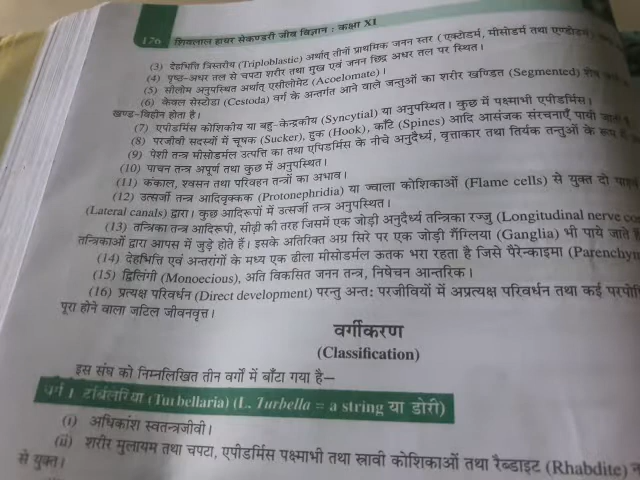 176 शिवलाल हायर सेकण्डरी जीव विज्ञान : कक्षा XI
(3) देहभित्ति त्रिस्तरीय (Triploblastic) अर्थात् तीनों प्राथमिक जनन स्तर (एक्टोडर्म, मीसोडर्म तथा एण्डोडर्म)
(4) पृष्ठ-अधर तल से चपटा शरीर तथा मुख एवं जनन छिद्र अधर तल पर स्थित।
(5) सीलोम अनुपस्थित अर्थात् एसीलोमेट (Acoelomate)।
(6) केवल सेस्टोडा (Cestoda) वर्ग के अन्तर्गत आने वाले जन्तुओं का शरीर खण्डित (Segmented) शेष
खण्ड-विहीन होता है।
(7) एपीडर्मिस कोशिकीय या बहु-केन्द्रकीय (Syncytial) या अनुपस्थित। कुछ में पक्ष्माभी एपीडर्मिस।
(8) परजीवी सदस्यों में चूषक (Sucker), हुक (Hook), काँटे (Spines) आदि आसंजक संरचनाएँ पायी जाती
(9) पेशी तन्त्र मीसोडर्मल उत्पत्ति का तथा एपिडर्मिस के नीचे अनुदैर्ध्य, वृत्ताकार तथा तिर्यक तन्तुओं के रूप में
(10) पाचन तन्त्र अपूर्ण तथा कुछ में अनुपस्थित।
(11) कंकाल, श्वसन तथा परिवहन तन्त्रों का अभाव।
(12) उत्सर्जी तन्त्र आदिवृक्कक (Protonephridia) या ज्वाला कोशिकाओं (Flame cells) से युक्त दो
(Lateral canals) द्वारा। कुछ आदिरूपों में उत्सर्जी तन्त्र अनुपस्थित।
(13) तन्त्रिका तन्त्र आदिरूपी, सीढ़ी की तरह जिसमें एक जोड़ी अनुदैर्ध्य तन्त्रिका रज्जु (Longitudinal nerve co
तन्त्रिकाओं द्वारा आपस में जुड़े होते हैं। इसके अतिरिक्त अग्र सिरे पर एक जोड़ी गैंग्लिया (Ganglia) भी पाये जाते
(14) देहभित्ति एवं अन्तरांगों के मध्य एक ढीला मीसोडर्मल ऊतक भरा रहता है जिसे पैरेन्काइमा (Parenchym
(15) द्विलिंगी (Monoecious), अति विकसित जनन तन्त्र, निषेचन आन्तरिक।
(16) प्रत्यक्ष परिवर्धन (Direct development) परन्तु अन्तः परजीवियों में अप्रत्यक्ष परिवर्धन तथा कई परपो
पूरा होने वाला जटिल जीवनवृत्त।
वर्गीकरण
(Classification)
इस संघ को निम्नलिखित तीन वर्गों में बाँटा गया है—
वर्ग 1. टर्बिलेरिया (Turbellaria) (L. Turbella = a string या डोरी)
(i) अधिकांश स्वतन्त्रजीवी।
(ii) शरीर मुलायम तथा चपटा, एपीडर्मिस पक्ष्माभी तथा स्रावी कोशिकाओं तथा रैब्डाइट (Rhabdite)
से युक्त।